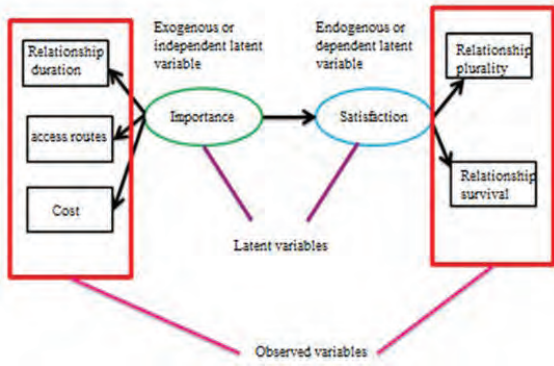 Exogenous or
independent latent
variable
Endogenous or
dependent latent
variable
Relationship
duration
access routes
Cost
Importance
Satisfaction
Relationship
plurality
Relationship
survival
Latent variables
Observed variables